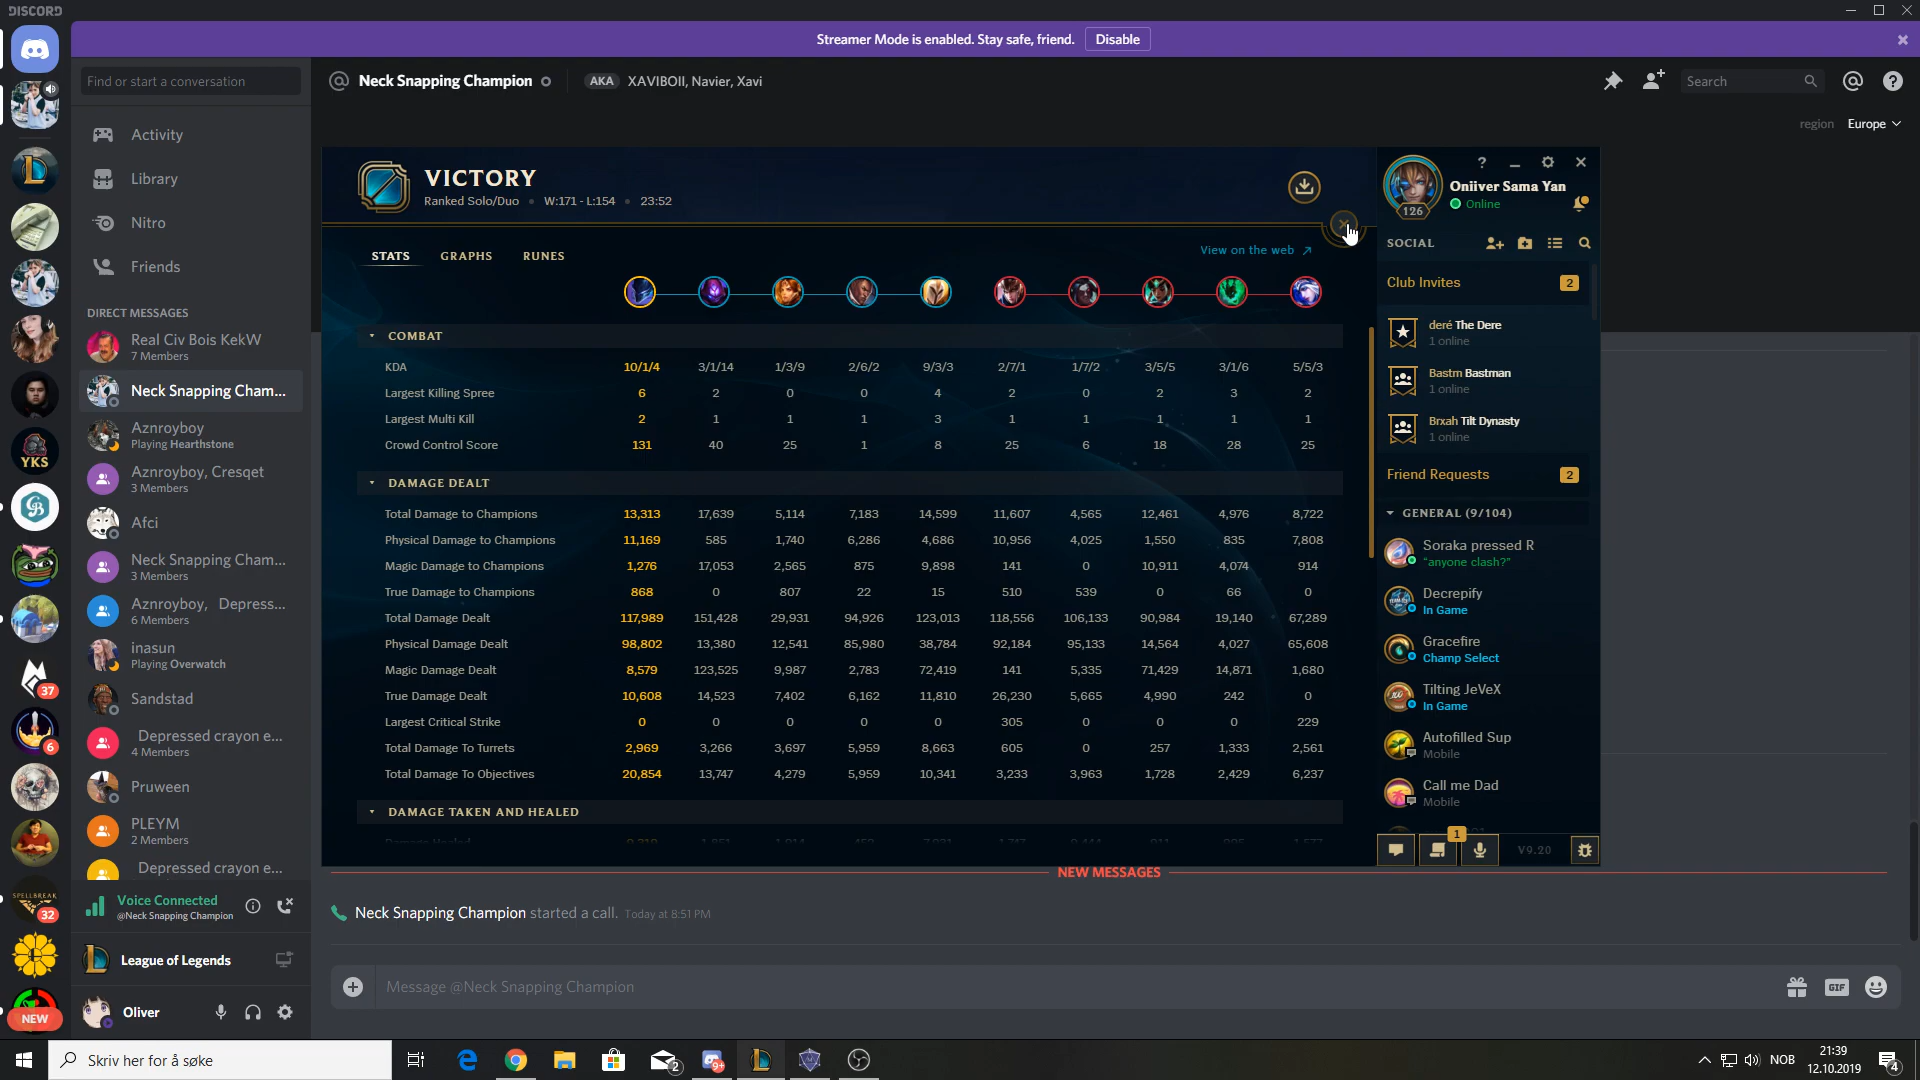 DISCORD
Streamer Mode is enabled. Stay safe, friend. Disable
Find or start a conversation
Neck Snapping Champion
AKA XAVIBOII, Navier, Xavi
Search
region Europe
Activity
Library
Nitro
Friends
DIRECT MESSAGES
Real Civ Bois KekW
7 Members
Neck Snapping Cham...
Aznroyboy
Playing Hearthstone
Aznroyboy, Cresqet
3 Members
Afci
Neck Snapping Cham...
3 Members
Aznroyboy, Depress...
6 Members
inasun
Playing Overwatch
Sandstad
Depressed crayon e...
4 Members
Pruween
PLEYM
2 Members
Depressed crayon e...
Voice Connected
@Neck Snapping Champion
League of Legends
Oliver
YKS
37
6
SPELLBREAK
32
NEW
VICTORY
Ranked Solo/Duo • W:171 - L:154 • 23:52
STATS GRAPHS RUNES
View on the web
COMBAT
KDA 10/1/4 3/1/14 1/3/9 2/6/2 9/3/3 2/7/1 1/7/2 3/5/5 3/1/6 5/5/3
Largest Killing Spree 6 2 0 0 4 2 0 2 3 2
Largest Multi Kill 2 1 1 1 3 1 1 1 1 1
Crowd Control Score 131 40 25 1 8 25 6 18 28 25
DAMAGE DEALT
Total Damage to Champions 13,313 17,639 5,114 7,183 14,599 11,607 4,565 12,461 4,976 8,722
Physical Damage to Champions 11,169 585 1,740 6,286 4,686 10,956 4,025 1,550 835 7,808
Magic Damage to Champions 1,276 17,053 2,565 875 9,898 141 0 10,911 4,074 914
True Damage to Champions 868 0 807 22 15 510 539 0 66 0
Total Damage Dealt 117,989 151,428 29,931 94,926 123,013 118,556 106,133 90,984 19,140 67,289
Physical Damage Dealt 98,802 13,380 12,541 85,980 38,784 92,184 95,133 14,564 4,027 65,608
Magic Damage Dealt 8,579 123,525 9,987 2,783 72,419 141 5,335 71,429 14,871 1,680
True Damage Dealt 10,608 14,523 7,402 6,162 11,810 26,230 5,665 4,990 242 0
Largest Critical Strike 0 0 0 0 0 305 0 0 0 229
Total Damage To Turrets 2,969 3,266 3,697 5,959 8,663 605 0 257 1,333 2,561
Total Damage To Objectives 20,854 13,747 4,279 5,959 10,341 3,233 3,963 1,728 2,429 6,237
DAMAGE TAKEN AND HEALED
126
Oniiver Sama Yan
Online
SOCIAL
Club Invites 2
deré The Dere
1 online
Bastm Bastman
1 online
Brxah Tilt Dynasty
1 online
Friend Requests 2
GENERAL (9/104)
Soraka pressed R
"anyone clash?"
Decrepify
In Game
Gracefire
Champ Select
Tilting JeVeX
In Game
Autofilled Sup
Mobile
Call me Dad
Mobile
1
V9.20
NEW MESSAGES
Neck Snapping Champion started a call. Today at 8:51 PM
Message @Neck Snapping Champion
GIF
Skriv her for å søke
2
9+
NOB
21:39
12.10.2019
4